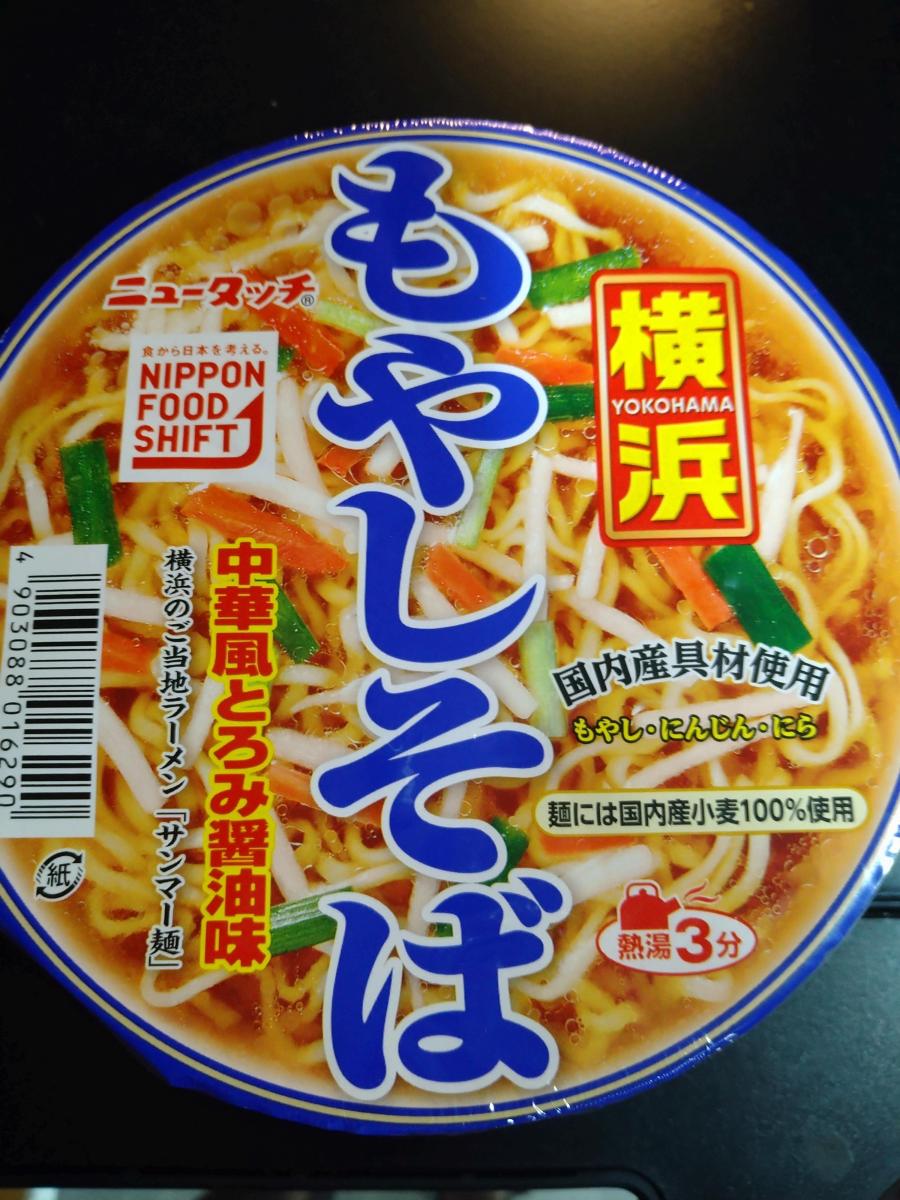 ニュータッチ®
食から日本を考える。
NIPPON
FOOD
SHIFT
もやしそば
横
YOKOHAMA
浜
中華風とろみ醤油味
横浜のご当地ラーメン「サンマー麺」
国内産具材使用
もやし・にんじん・にら
麺には国内産小麦100%使用
熱湯3分
4 903088 016290
紙